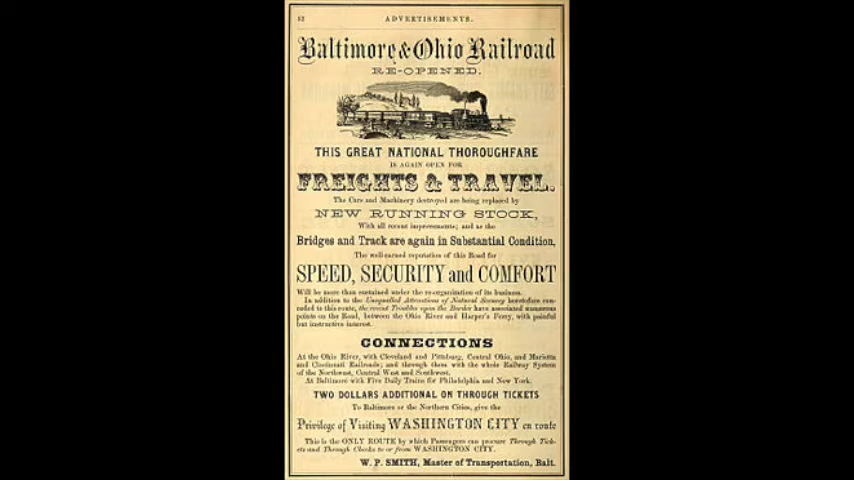 62 ADVERTISEMENTS.
Baltimore & Ohio Railroad
RE-OPENED.
THIS GREAT NATIONAL THOROUGHFARE
IS AGAIN OPEN FOR
FREIGHTS & TRAVEL.
The Cars and Machinery destroyed are being replaced by
NEW RUNNING STOCK,
With all recent improvements; and as the
Bridges and Track are again in Substantial Condition,
The well-earned reputation of this Road for
SPEED, SECURITY and COMFORT
Will be more than sustained under the re-organization of its business.
In addition to the Unequalled Attractions of Natural Scenery heretofore con-
ceded to this route, the recent Troubles upon the Border have associated numerous
points on the Road, between the Ohio River and Harper's Ferry, with painful
but instructive interest.
CONNECTIONS
At the Ohio River, with Cleveland and Pittsburg, Central Ohio, and Marietta
and Cincinnati Railroads; and through them with the whole Railway System
of the Northwest, Central West and Southwest.
At Baltimore with Five Daily Trains for Philadelphia and New York.
TWO DOLLARS ADDITIONAL ON THROUGH TICKETS
To Baltimore or the Northern Cities, give the
Privilege of Visiting WASHINGTON CITY en route
This is the ONLY ROUTE by which Passengers can procure Through Tick-
ets and Through Checks to or from WASHINGTON CITY.
W. P. SMITH, Master of Transportation, Balt.